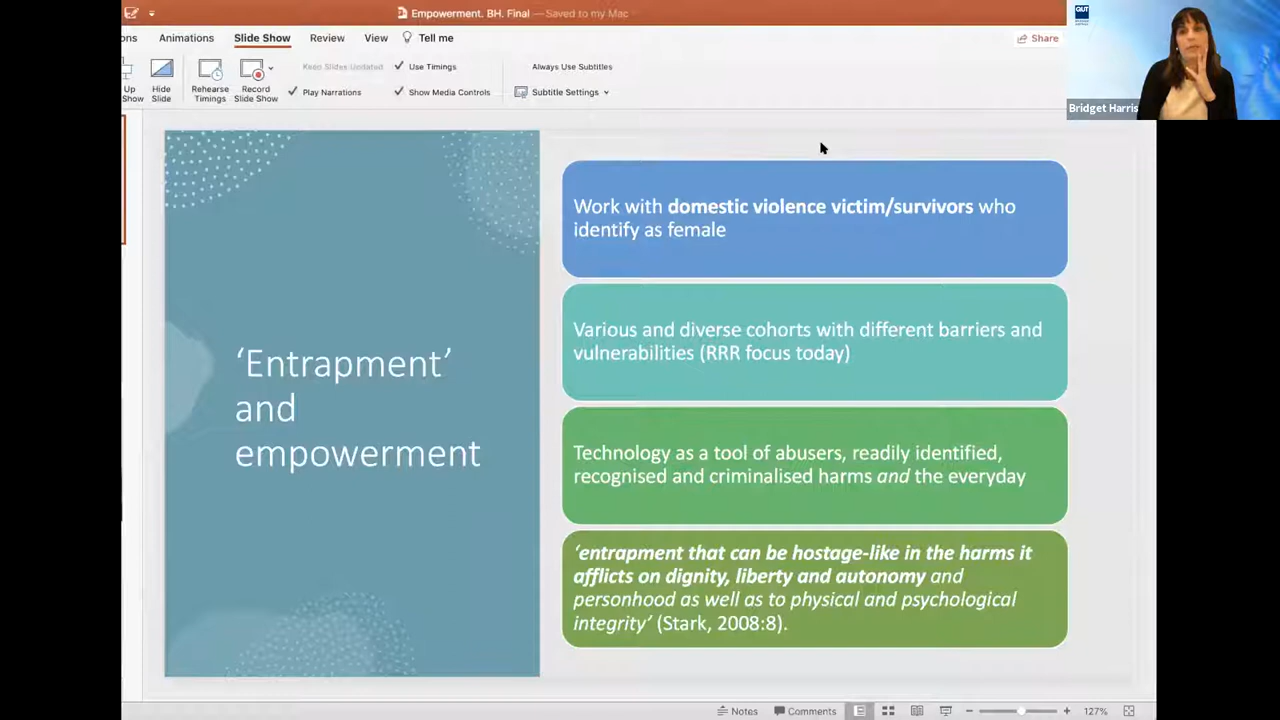 Empowerment. BH. Final — Saved to my Mac
ons Animations Slide Show Review View Tell me
Share
Up Show
Hide Slide
Rehearse Timings
Record Slide Show
Keep Slides Updated
Play Narrations
Use Timings
Show Media Controls
Always Use Subtitles
Subtitle Settings
QUT
Bridget Harris
‘Entrapment’
and
empowerment
Work with domestic violence victim/survivors who
identify as female
Various and diverse cohorts with different barriers and
vulnerabilities (RRR focus today)
Technology as a tool of abusers, readily identified,
recognised and criminalised harms and the everyday
‘entrapment that can be hostage-like in the harms it
afflicts on dignity, liberty and autonomy and
personhood as well as to physical and psychological
integrity’ (Stark, 2008:8).
Notes Comments 127%